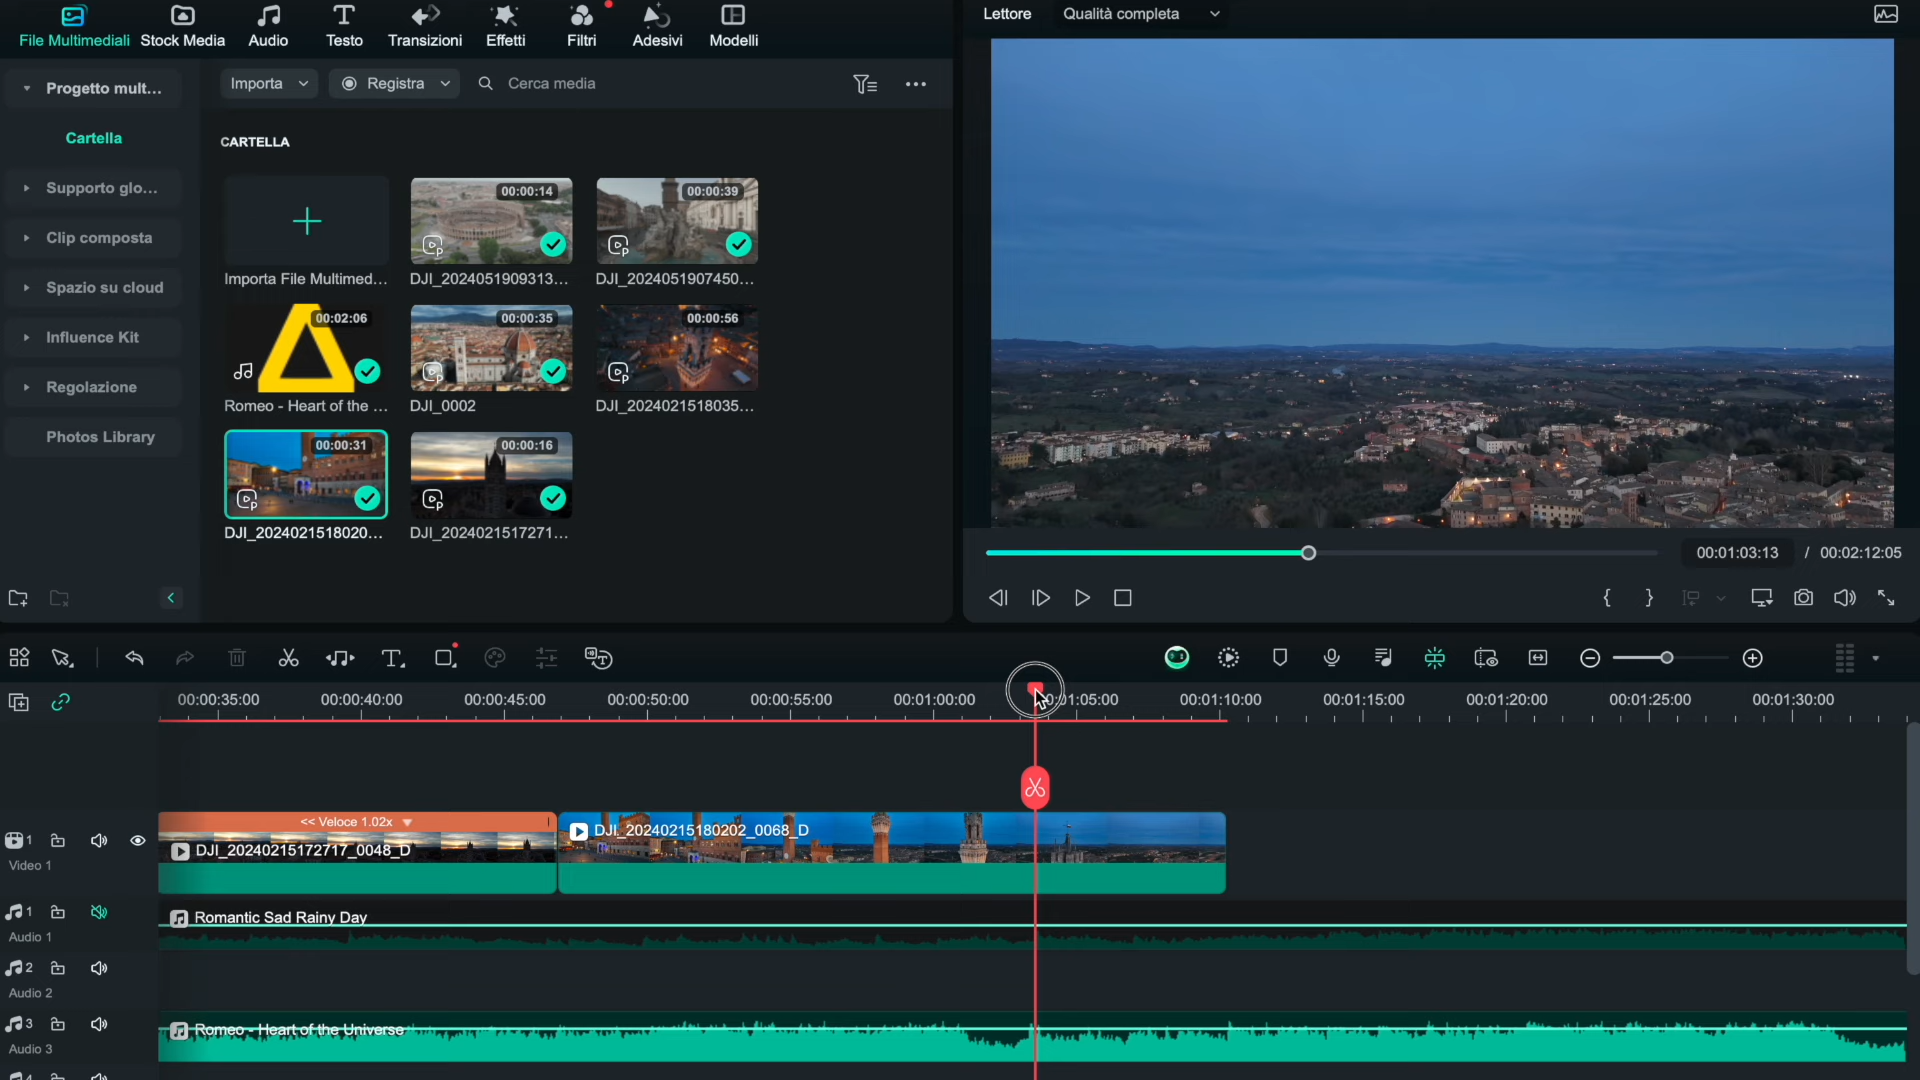 File Multimediali
Stock Media
Audio
Testo
Transizioni
Effetti
Filtri
Adesivi
Modelli
Lettore
Qualità completa
Progetto mult...
Importa
Registra
Cerca media
Cartella
CARTELLA
Supporto glo...
Clip composta
Spazio su cloud
Influence Kit
Regolazione
Photos Library
00:00:14
00:00:39
Importa File Multimed...
DJI_2024051909313...
DJI_2024051907450...
00:02:06
00:00:35
00:00:56
Romeo - Heart of the ...
DJI_0002
DJI_2024021518035...
00:00:31
00:00:16
DJI_2024021518020...
DJI_2024021517271...
00:01:03:13 / 00:02:12:05
00:00:35:00
00:00:40:00
00:00:45:00
00:00:50:00
00:00:55:00
00:01:00:00
01:05:00
00:01:10:00
00:01:15:00
00:01:20:00
00:01:25:00
00:01:30:00
<< Veloce 1.02x
DJI_20240215172717_0048_D
DJI_20240215180202_0068_D
1
Video 1
Romantic Sad Rainy Day
1
Audio 1
2
Audio 2
Romeo - Heart of the Universe
3
Audio 3